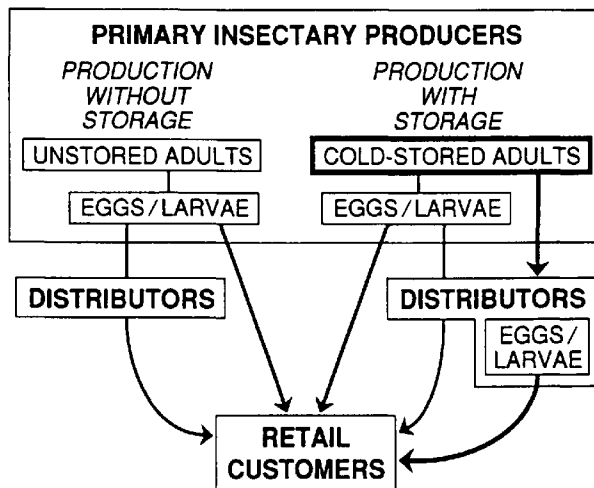 PRIMARY INSECTARY PRODUCERS
PRODUCTION
WITHOUT
STORAGE
UNSTORED ADULTS
EGGS/LARVAE
PRODUCTION
WITH
STORAGE
COLD-STORED ADULTS
EGGS/LARVAE
DISTRIBUTORS
DISTRIBUTORS
EGGS/
LARVAE
RETAIL
CUSTOMERS